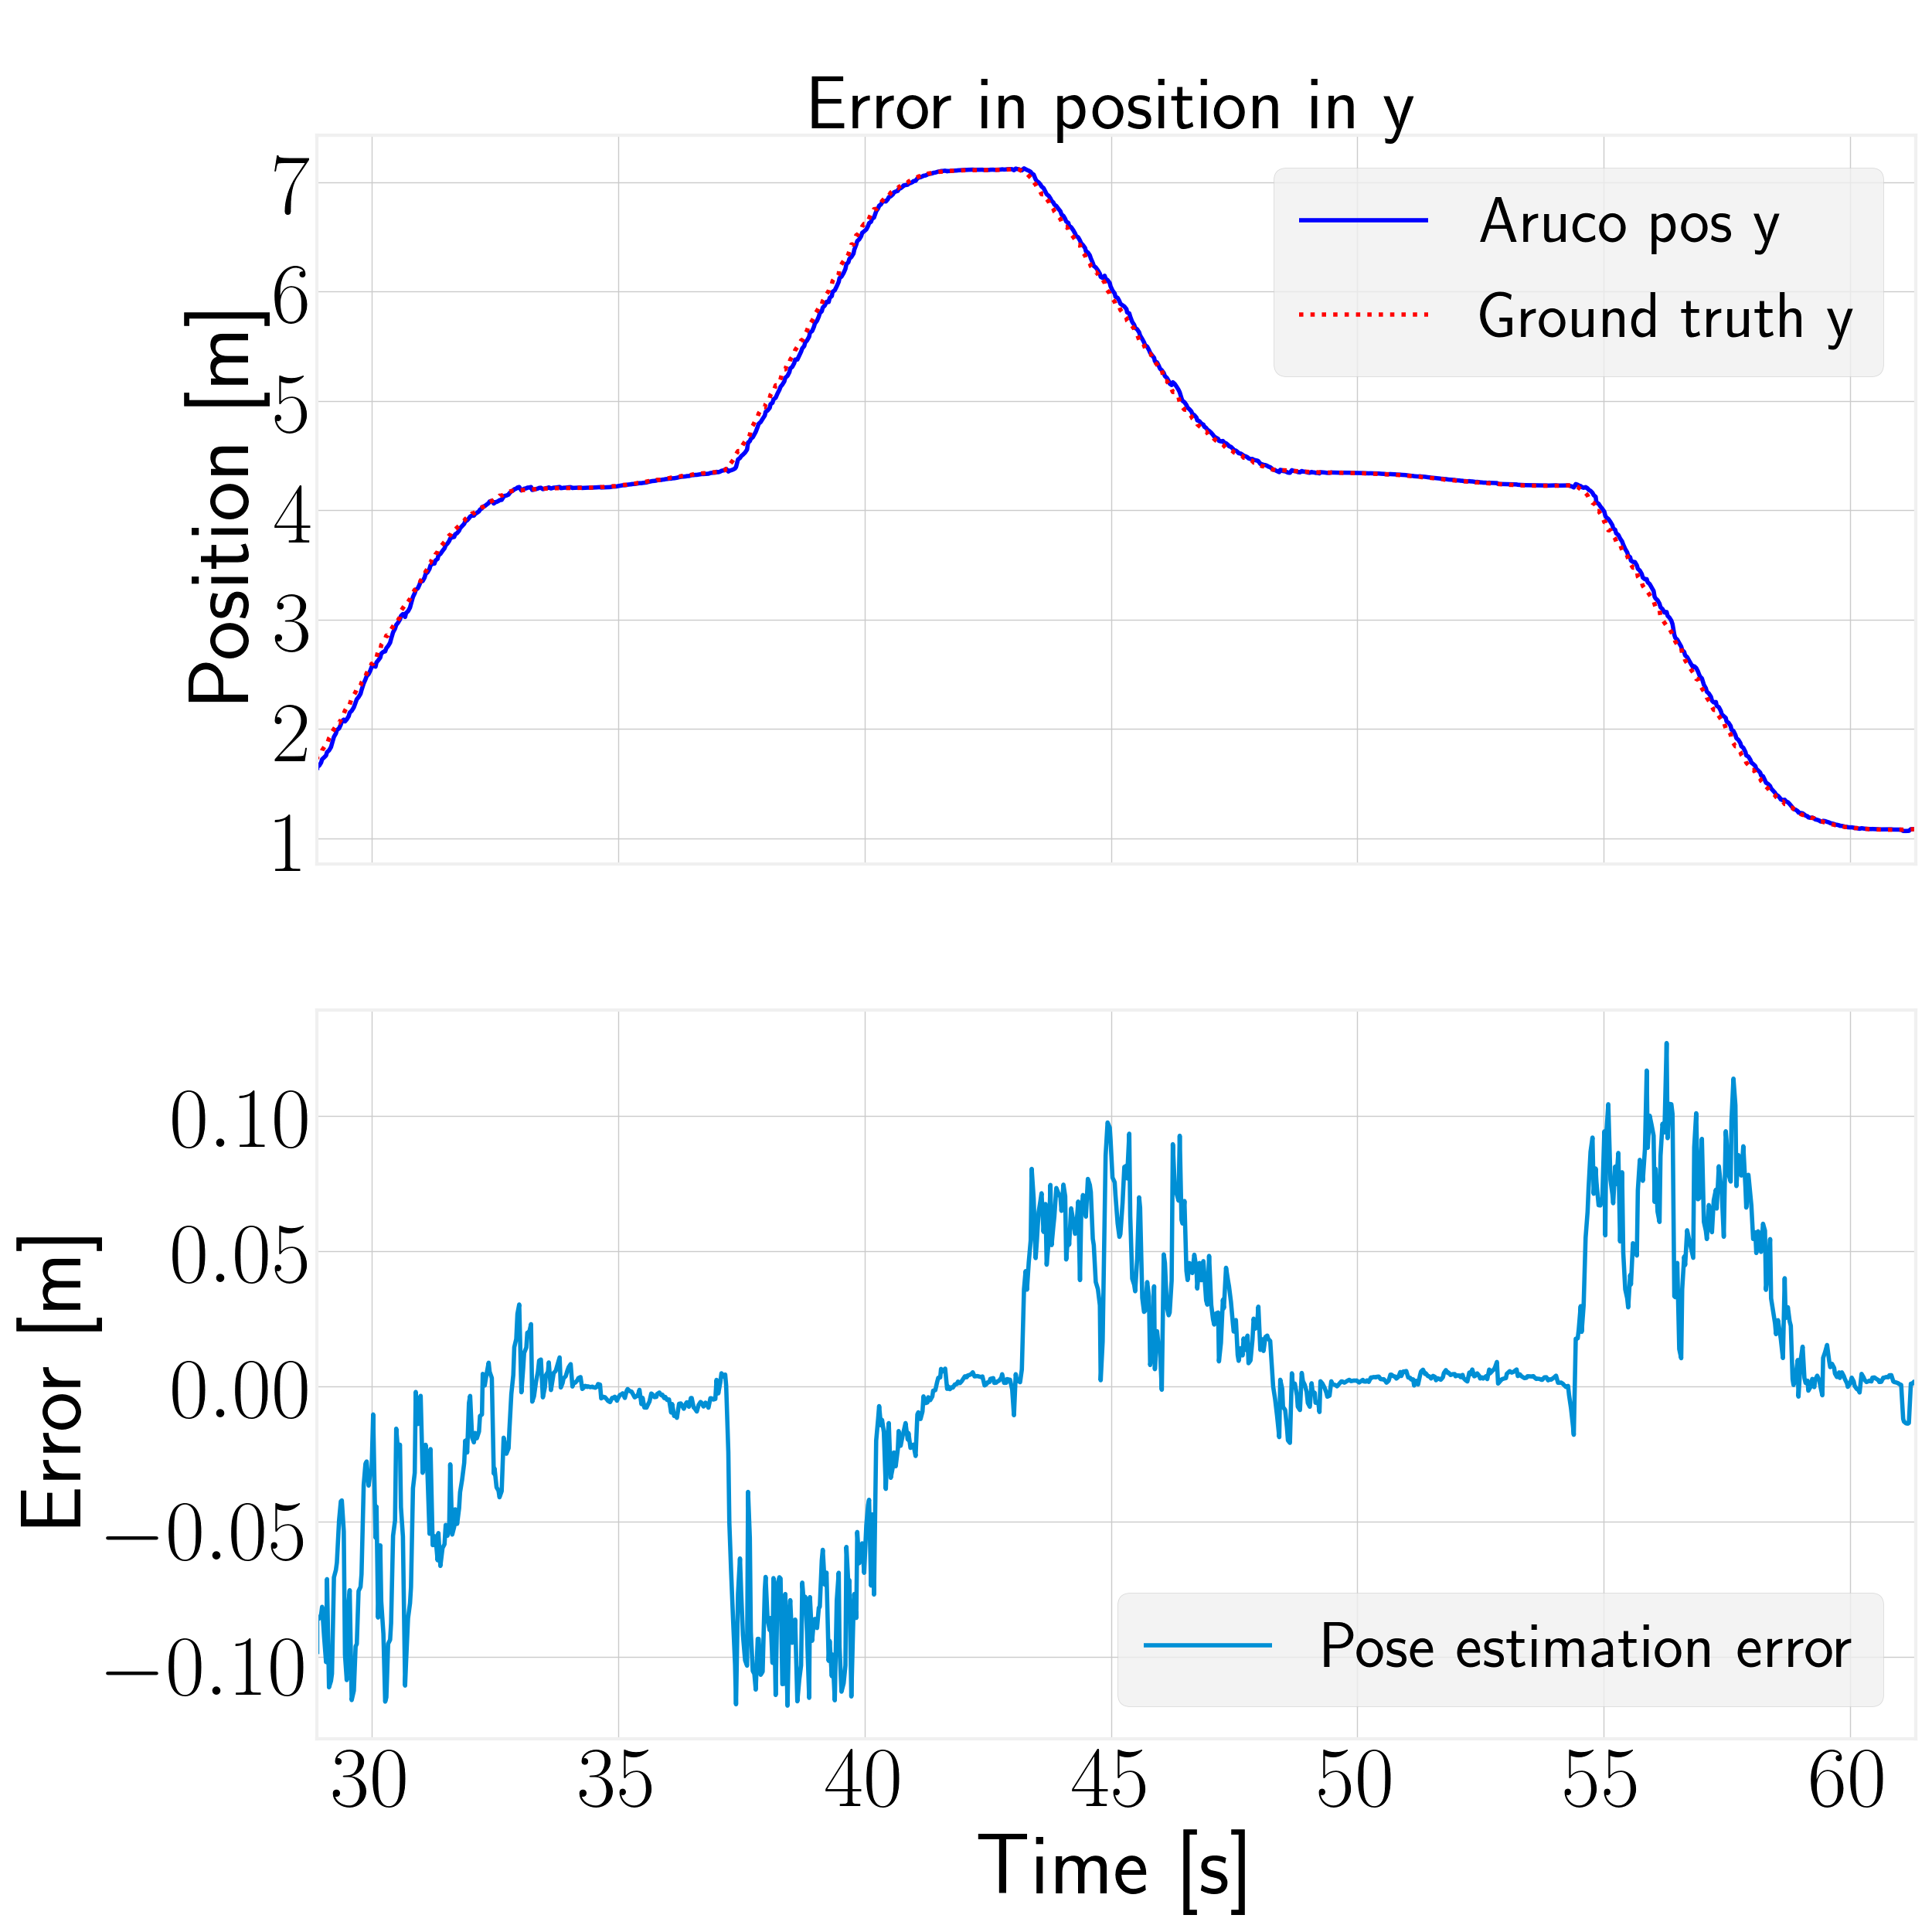 Error in position in y
Position [m]
7
6
5
4
3
2
1
Aruco pos y
Ground truth y
Error [m]
0.10
0.05
0.00
−0.05
−0.10
Pose estimation error
30 35 40 45 50 55 60
Time [s]